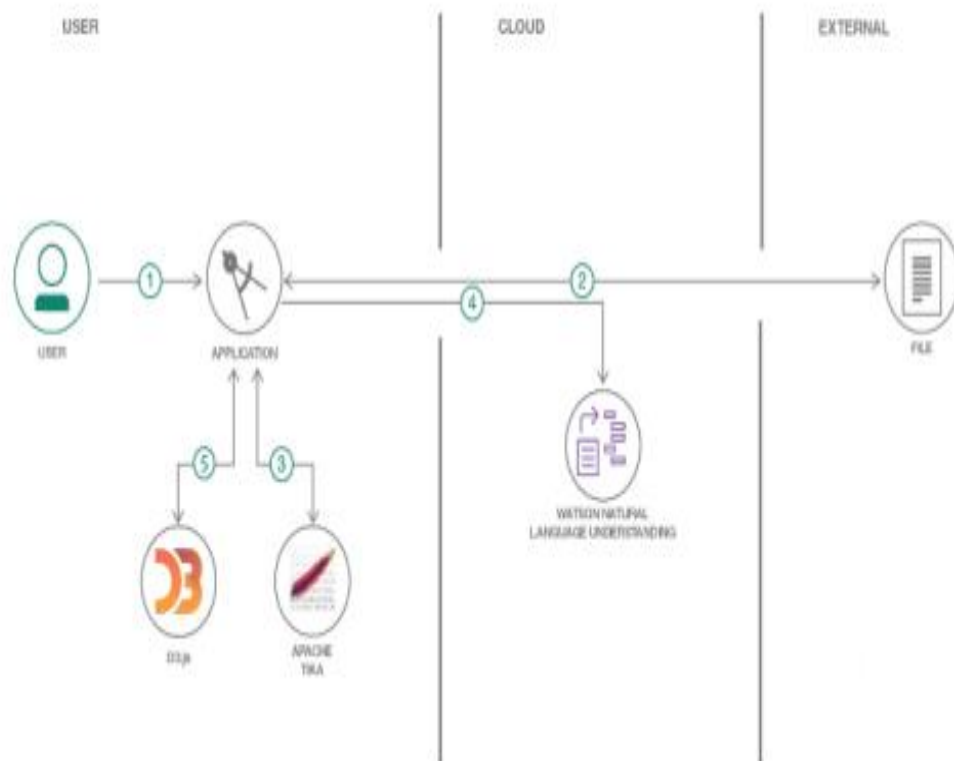 USER
CLOUD
EXTERNAL
1
2
4
USER
APPLICATION
FILE
5
3
WATSON NATURAL
LANGUAGE UNDERSTANDING
D3.js
APACHE
TIKA